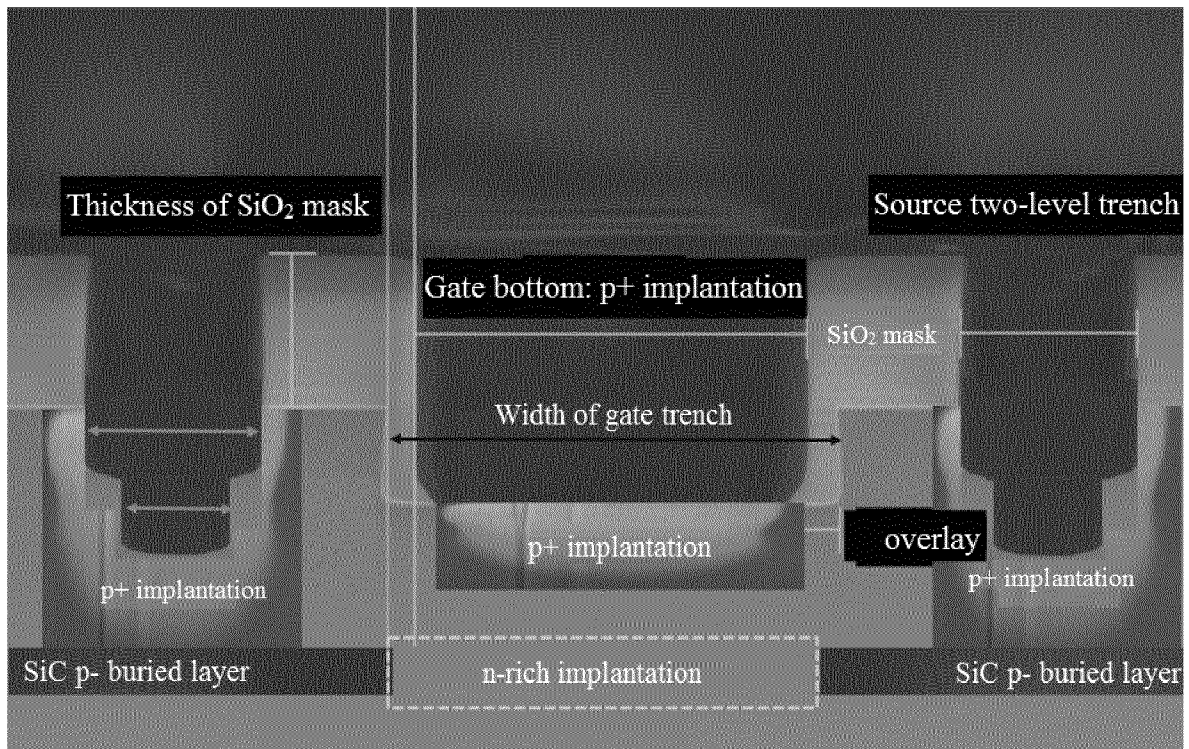 Thickness of SiO₂ mask
Source two-level trench
Gate bottom: p+ implantation
SiO₂ mask
Width of gate trench
overlay
p+ implantation
p+ implantation
p+ implantation
SiC p- buried layer
n-rich implantation
SiC p- buried layer